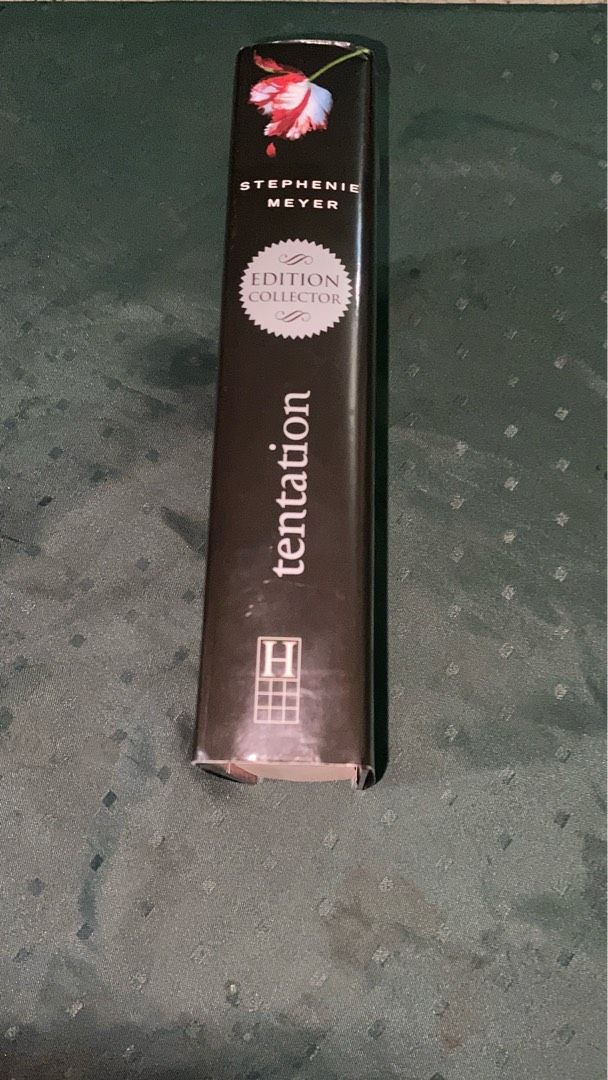 STEPHENIE
MEYER
EDITION
COLLECTOR
tentation
H